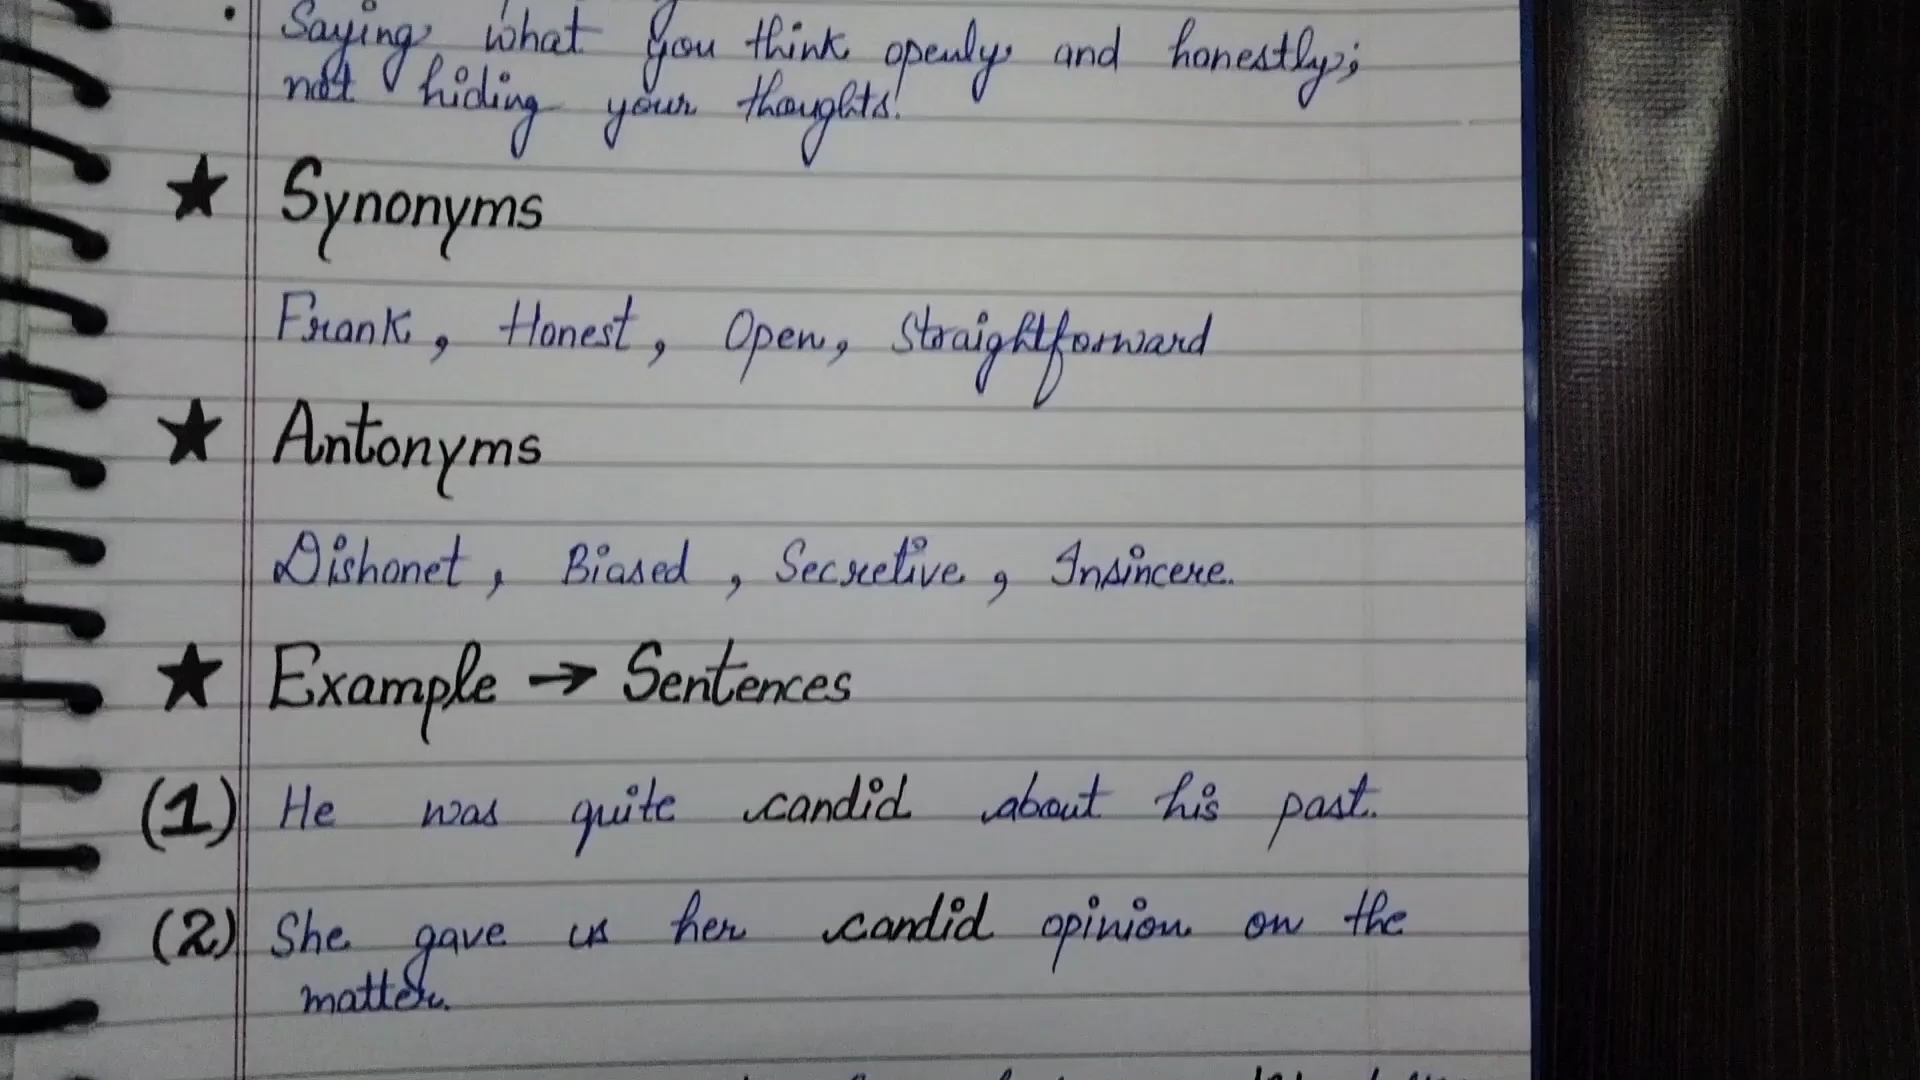 • Saying what you think openly and honestly;
not hiding your thoughts.
★ Synonyms
Frank, Honest, Open, Straightforward
★ Antonyms
Dishonet, Biased, Secretive, Insincere.
★ Example → Sentences
(1) He was quite candid about his past.
(2) She gave us her candid opinion on the
matter.